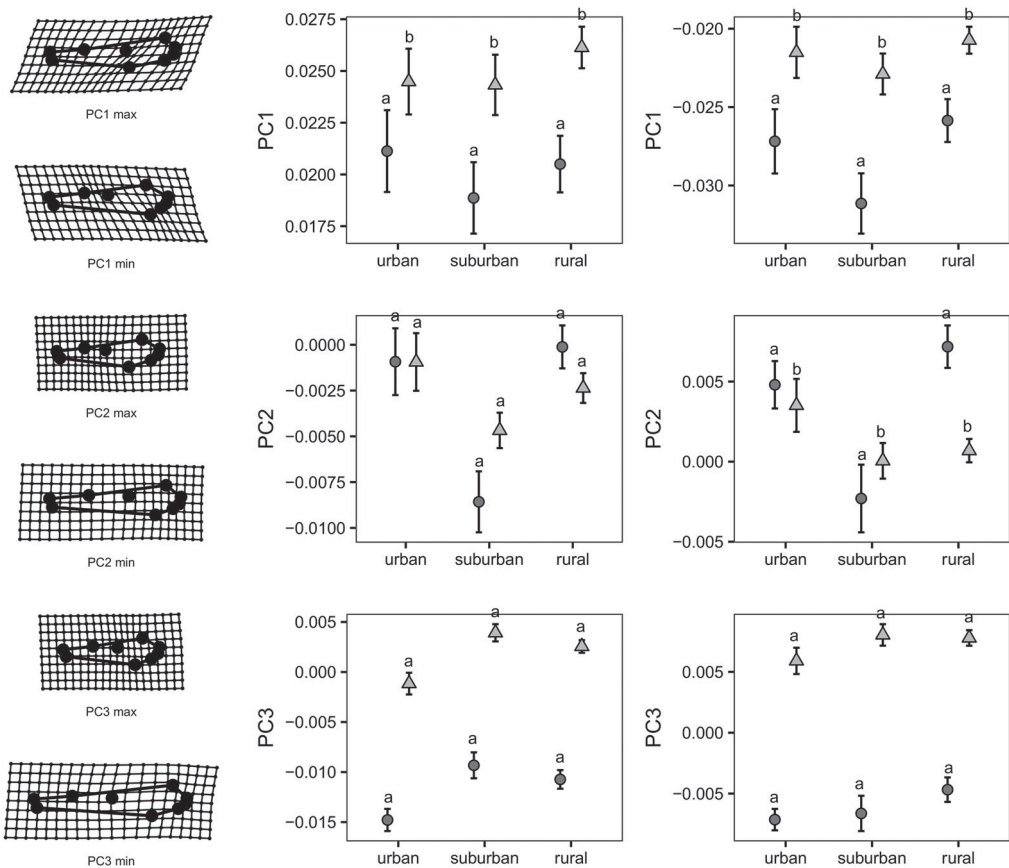 PC1 max
PC1 min
PC1
0.0275
0.0250
0.0225
0.0200
0.0175
a
b
a
b
a
b
urban
suburban
rural
PC1
−0.020
−0.025
−0.030
a
b
a
b
a
b
urban
suburban
rural
PC2 max
PC2 min
PC2
0.0000
−0.0025
−0.0050
−0.0075
−0.0100
a
a
a
a
a
a
urban
suburban
rural
PC2
0.005
0.000
−0.005
a
b
a
b
a
b
urban
suburban
rural
PC3 max
PC3 min
PC3
0.005
0.000
−0.005
−0.010
−0.015
a
a
a
a
a
a
urban
suburban
rural
PC3
0.005
0.000
−0.005
a
a
a
a
a
a
urban
suburban
rural